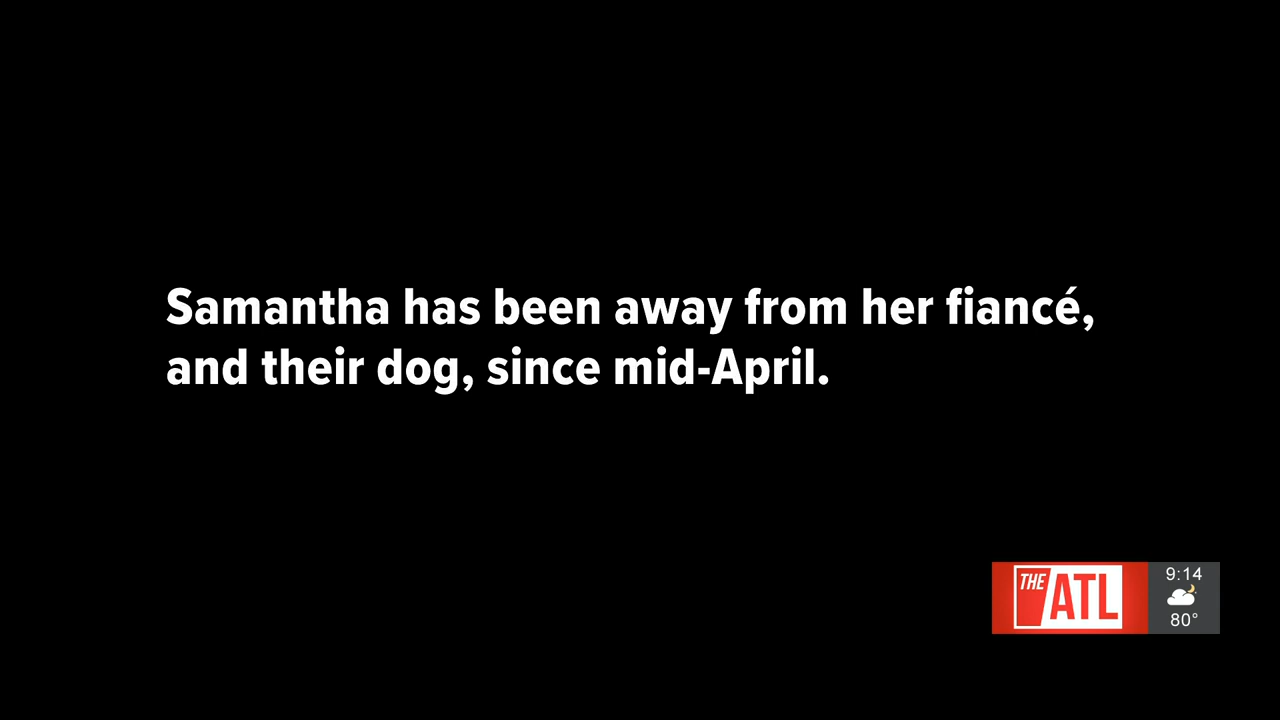 Samantha has been away from her fiancé,
and their dog, since mid-April.
THE ATL
9:14
80°